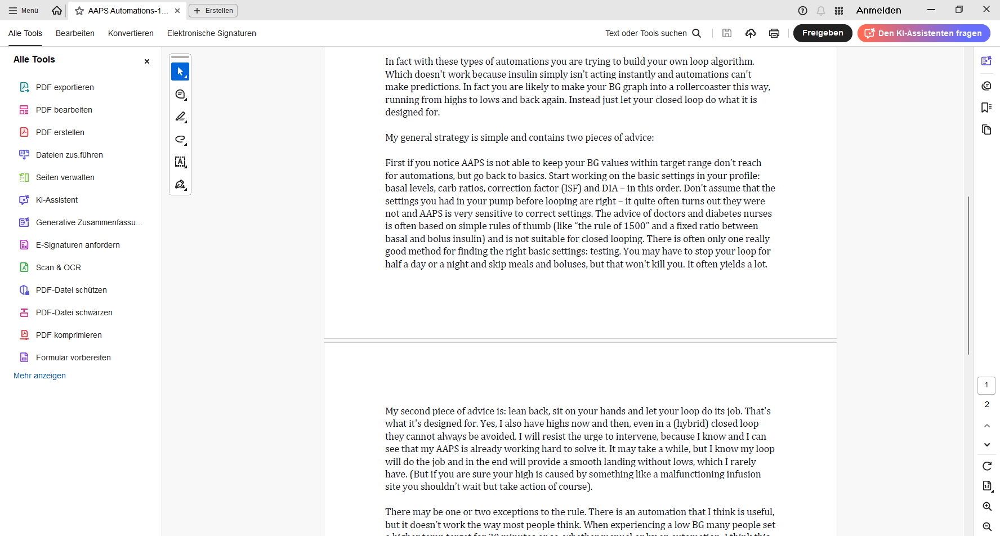 Menü
AAPS Automations-1...
Erstellen
Anmelden
Alle Tools
Bearbeiten
Konvertieren
Elektronische Signaturen
Text oder Tools suchen
Freigeben
Den KI-Assistenten fragen
Alle Tools
PDF exportieren
PDF bearbeiten
PDF erstellen
Dateien zus.führen
Seiten verwalten
KI-Assistent
Generative Zusammenfassu...
E-Signaturen anfordern
Scan & OCR
PDF-Datei schützen
PDF-Datei schwärzen
PDF komprimieren
Formular vorbereiten
Mehr anzeigen
In fact with these types of automations you are trying to build your own loop algorithm.
Which doesn't work because insulin simply isn't acting instantly and automations can't
make predictions. In fact you are likely to make your BG graph into a rollercoaster this way,
running from highs to lows and back again. Instead just let your closed loop do what it is
designed for.
My general strategy is simple and contains two pieces of advice:
First if you notice AAPS is not able to keep your BG values within target range don’t reach
for automations, but go back to basics. Start working on the basic settings in your profile:
basal levels, carb ratios, correction factor (ISF) and DIA – in this order. Don’t assume that the
settings you had in your pump before looping are right – it quite often turns out they were
not and AAPS is very sensitive to correct settings. The advice of doctors and diabetes nurses
is often based on simple rules of thumb (like “the rule of 1500” and a fixed ratio between
basal and bolus insulin) and is not suitable for closed looping. There is often only one really
good method for finding the right basic settings: testing. You may have to stop your loop for
half a day or a night and skip meals and boluses, but that won't kill you. It often yields a lot.
My second piece of advice is: lean back, sit on your hands and let your loop do its job. That's
what it's designed for. Yes, I also have highs now and then, even in a (hybrid) closed loop
they cannot always be avoided. I will resist the urge to intervene, because I know and I can
see that my AAPS is already working hard to solve it. It may take a while, but I know my loop
will do the job and in the end will provide a smooth landing without lows, which I rarely
have. (But if you are sure your high is caused by something like a malfunctioning infusion
site you shouldn’t wait but take action of course).
There may be one or two exceptions to the rule. There is an automation that I think is useful,
but it doesn't work the way most people think. When experiencing a low BG many people set
1
2